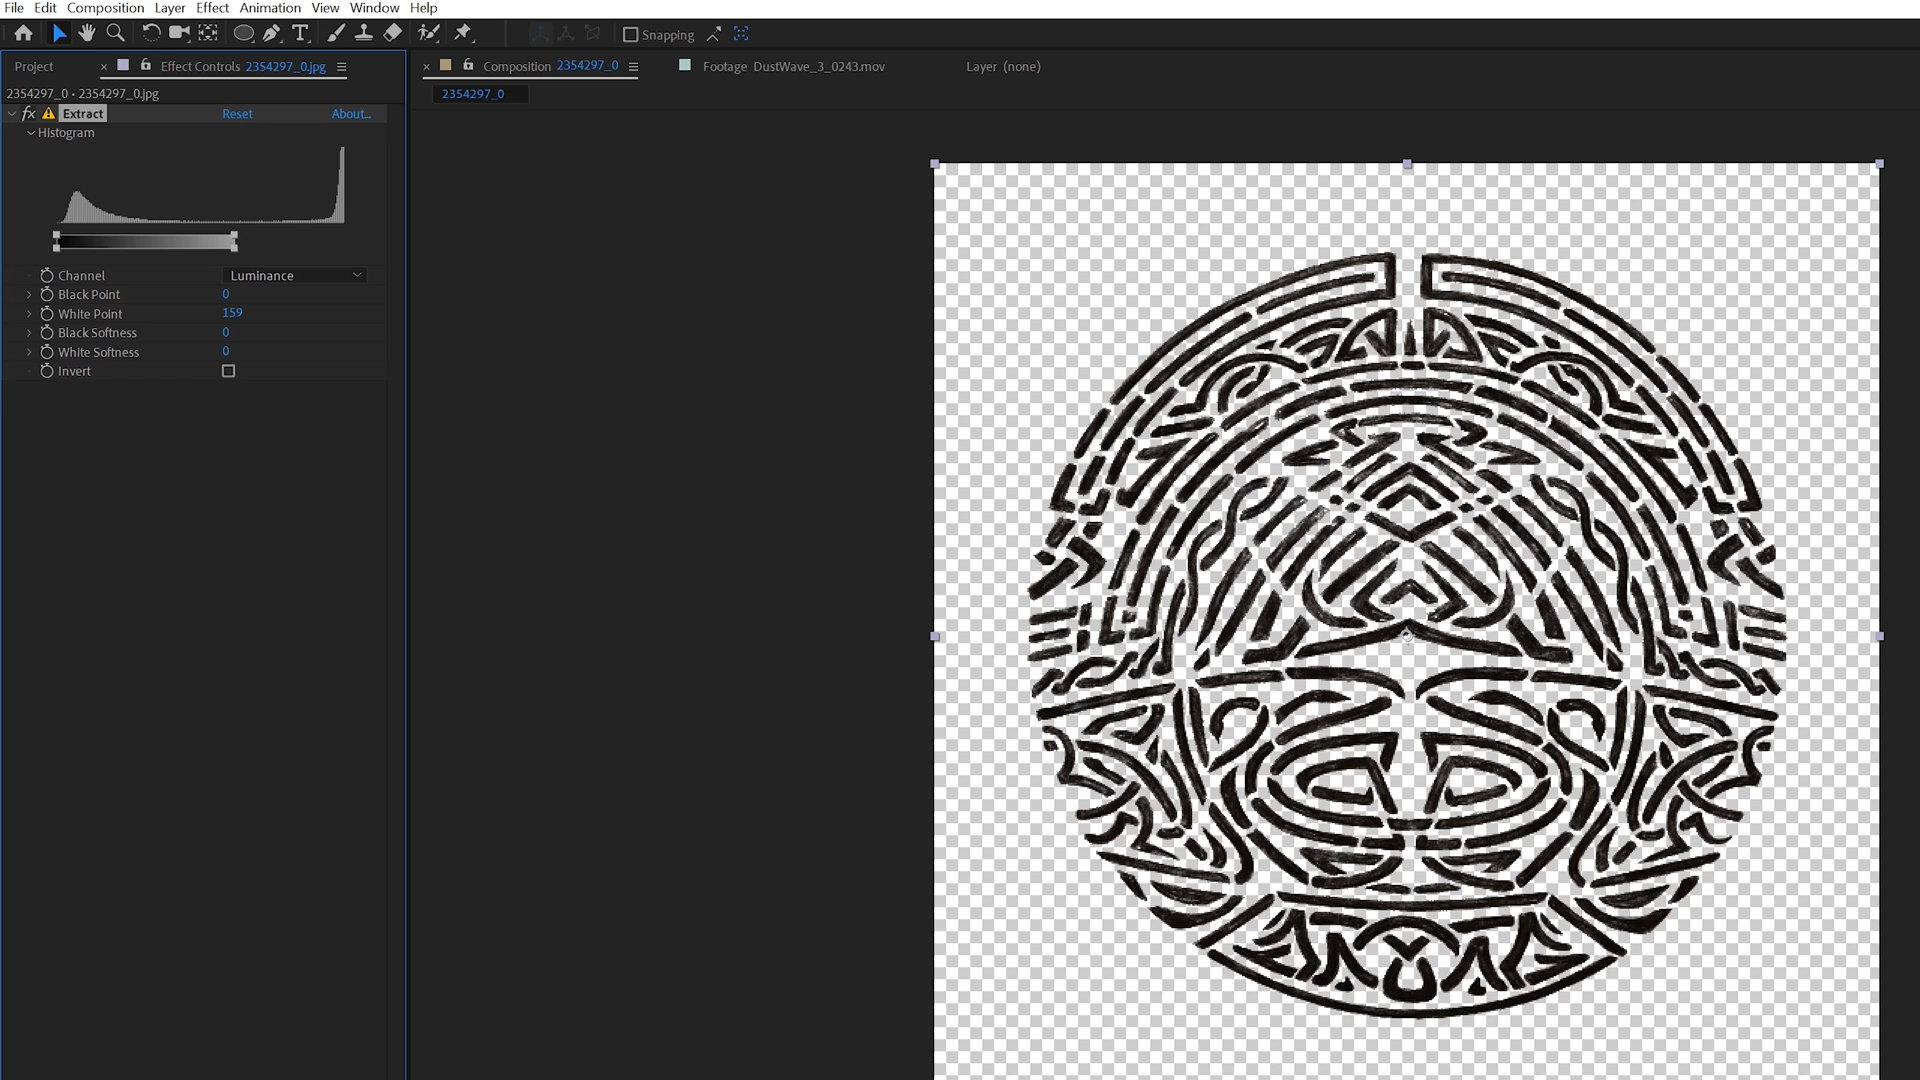 File Edit Composition Layer Effect Animation View Window Help
T Snapping
Project × Effect Controls 2354297_0.jpg × Composition 2354297_0 Footage DustWave_3_0243.mov Layer (none)
2354297_0 • 2354297_0.jpg 2354297_0
fx Extract Reset About...
Histogram
Channel Luminance
Black Point 0
White Point 159
Black Softness 0
White Softness 0
Invert